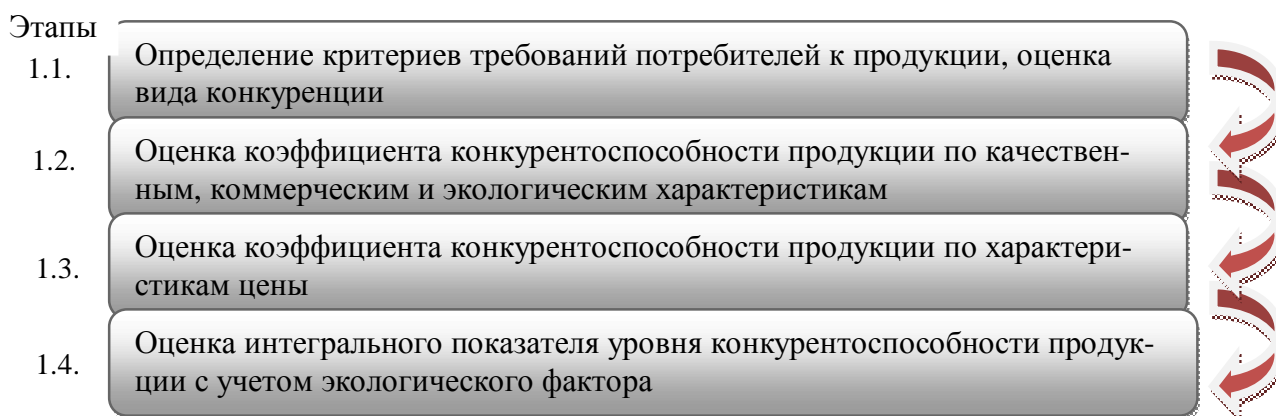 Этапы
1.1.
Определение критериев требований потребителей к продукции, оценка
вида конкуренции
1.2.
Оценка коэффициента конкурентоспособности продукции по качествен-
ным, коммерческим и экологическим характеристикам
1.3.
Оценка коэффициента конкурентоспособности продукции по характери-
стикам цены
1.4.
Оценка интегрального показателя уровня конкурентоспособности продук-
ции с учетом экологического фактора